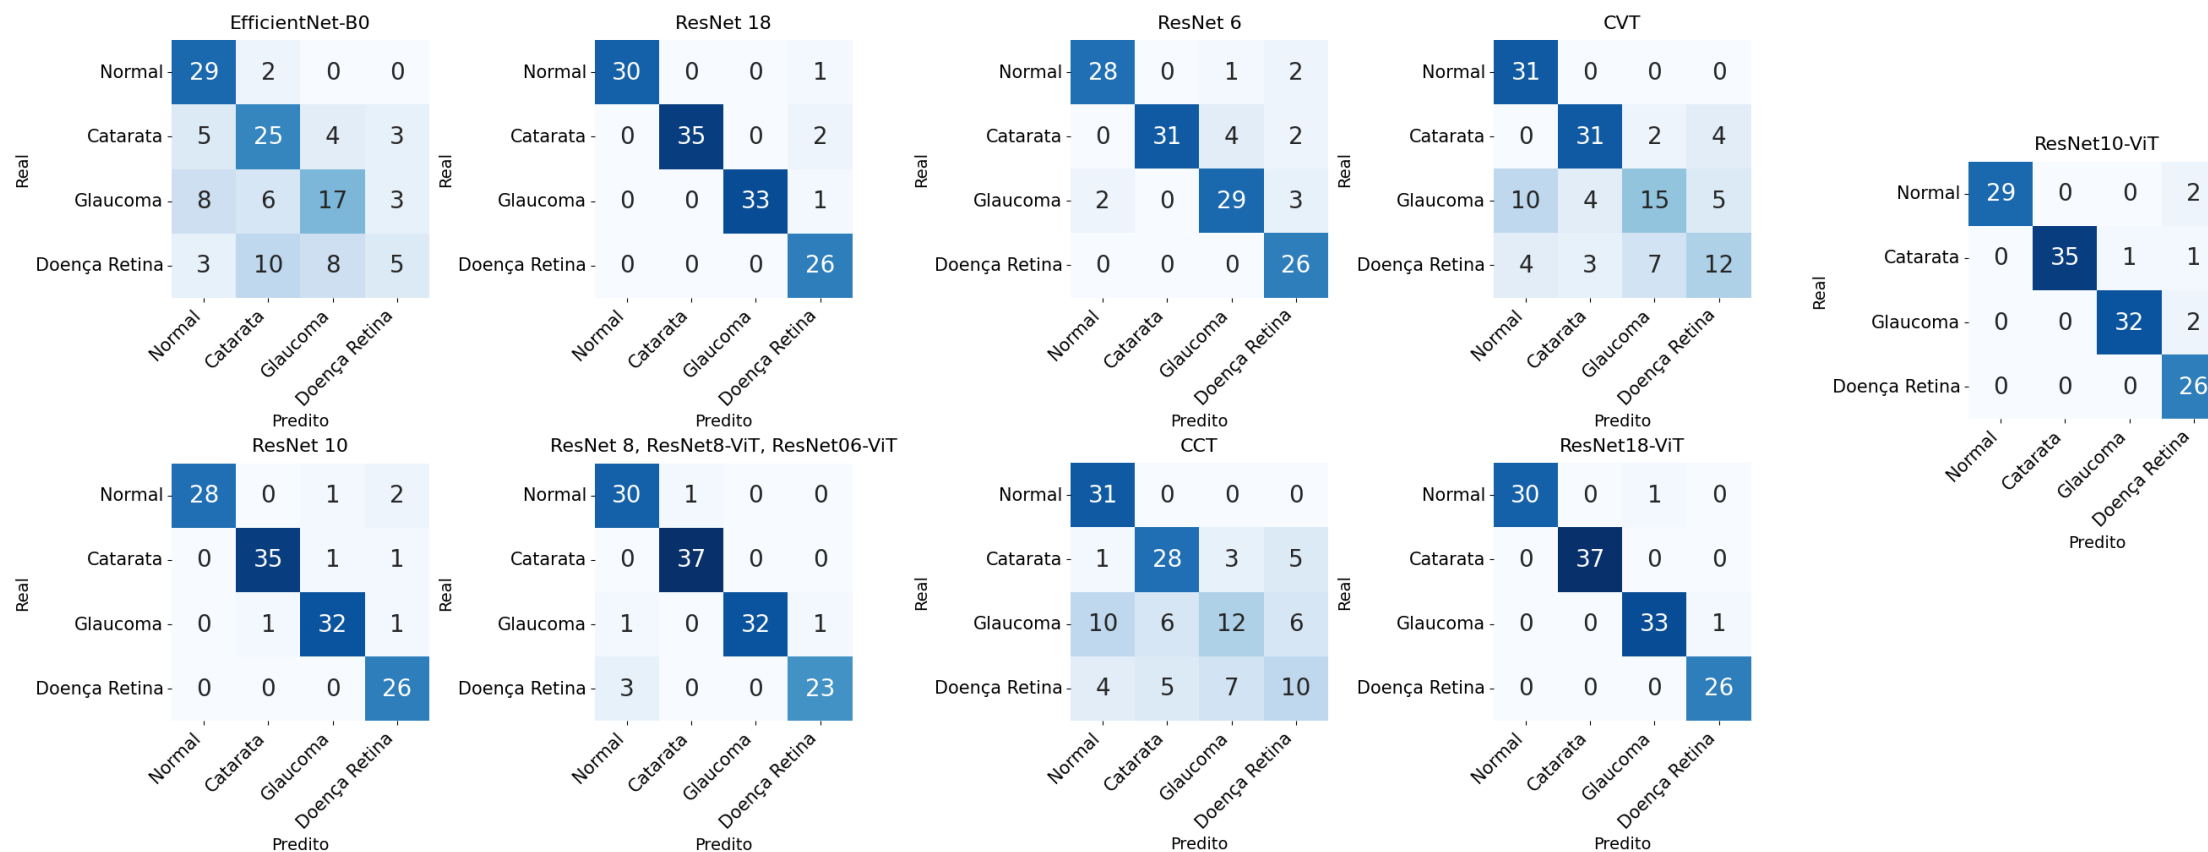 EfficientNet-B0
Real
Normal 29 2 0 0
Catarata 5 25 4 3
Glaucoma 8 6 17 3
Doença Retina 3 10 8 5
Normal Catarata Glaucoma Doença Retina
Predito
ResNet 18
Real
Normal 30 0 0 1
Catarata 0 35 0 2
Glaucoma 0 0 33 1
Doença Retina 0 0 0 26
Normal Catarata Glaucoma Doença Retina
Predito
ResNet 6
Real
Normal 28 0 1 2
Catarata 0 31 4 2
Glaucoma 2 0 29 3
Doença Retina 0 0 0 26
Normal Catarata Glaucoma Doença Retina
Predito
CVT
Real
Normal 31 0 0 0
Catarata 0 31 2 4
Glaucoma 10 4 15 5
Doença Retina 4 3 7 12
Normal Catarata Glaucoma Doença Retina
Predito
ResNet10-ViT
Real
Normal 29 0 0 2
Catarata 0 35 1 1
Glaucoma 0 0 32 2
Doença Retina 0 0 0 26
Normal Catarata Glaucoma Doença Retina
Predito
ResNet 10
Real
Normal 28 0 1 2
Catarata 0 35 1 1
Glaucoma 0 1 32 1
Doença Retina 0 0 0 26
Normal Catarata Glaucoma Doença Retina
Predito
ResNet 8, ResNet8-ViT, ResNet06-ViT
Real
Normal 30 1 0 0
Catarata 0 37 0 0
Glaucoma 1 0 32 1
Doença Retina 3 0 0 23
Normal Catarata Glaucoma Doença Retina
Predito
CCT
Real
Normal 31 0 0 0
Catarata 1 28 3 5
Glaucoma 10 6 12 6
Doença Retina 4 5 7 10
Normal Catarata Glaucoma Doença Retina
Predito
ResNet18-ViT
Real
Normal 30 0 1 0
Catarata 0 37 0 0
Glaucoma 0 0 33 1
Doença Retina 0 0 0 26
Normal Catarata Glaucoma Doença Retina
Predito